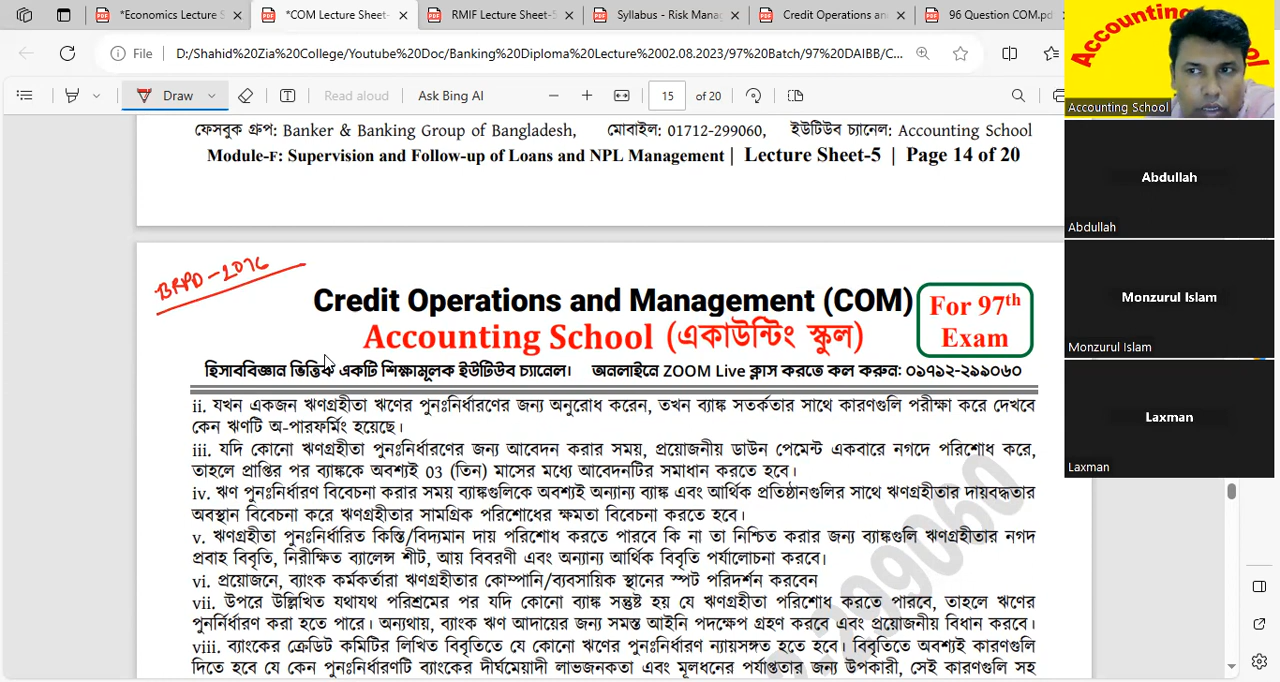 *Economics Lecture S
*COM Lecture Sheet-
RMIF Lecture Sheet-5
Syllabus - Risk Mana
Credit Operations an
96 Question COM.pd
File
D:/Shahid%20Zia%20College/Youtube%20Doc/Banking%20Diploma%20Lecture%2002.08.2023/97%20Batch/97%20DAIBB/C...
Draw
Read aloud
Ask Bing AI
15
of 20
ফেসবুক গ্রুপ: Banker & Banking Group of Bangladesh, মোবাইল: 01712-299060, ইউটিউব চ্যানেল: Accounting School
Module-F: Supervision and Follow-up of Loans and NPL Management | Lecture Sheet-5 | Page 14 of 20
BRPD-
Credit Operations and Management (COM)
Accounting School (একাউন্টিং স্কুল)
For 97th
Exam
হিসাববিজ্ঞান ভিত্তিক একটি শিক্ষামূলক ইউটিউব চ্যানেল। অনলাইনে ZOOM Live ক্লাস করতে কল করুন: ০১৭১২-২৯৯০৬০
ii. যখন একজন ঋণগ্রহীতা ঋণের পুনঃনির্ধারণের জন্য অনুরোধ করেন, তখন ব্যাঙ্ক সতর্কতার সাথে কারণগুলি পরীক্ষা করে দেখবে
কেন ঋণটি অ-পারফর্মিং হয়েছে।
iii. যদি কোনো ঋণগ্রহীতা পুনঃনির্ধারণের জন্য আবেদন করার সময়, প্রয়োজনীয় ডাউন পেমেন্ট একবারে নগদে পরিশোধ করে,
তাহলে প্রাপ্তির পর ব্যাঙ্ককে অবশ্যই 03 (তিন) মাসের মধ্যে আবেদনটির সমাধান করতে হবে।
iv. ঋণ পুনঃনির্ধারণ বিবেচনা করার সময় ব্যাঙ্কগুলিকে অবশ্যই অন্যান্য ব্যাঙ্ক এবং আর্থিক প্রতিষ্ঠানগুলির সাথে ঋণগ্রহীতার দায়বদ্ধতার
অবস্থান বিবেচনা করে ঋণগ্রহীতার সামগ্রিক পরিশোধের ক্ষমতা বিবেচনা করতে হবে।
v. ঋণগ্রহীতা পুনঃনির্ধারিত কিস্তি/বিদ্যমান দায় পরিশোধ করতে পারবে কি না তা নিশ্চিত করার জন্য ব্যাঙ্কগুলি ঋণগ্রহীতার নগদ
প্রবাহ বিবৃতি, নিরীক্ষিত ব্যালেন্স শীট, আয় বিবরণী এবং অন্যান্য আর্থিক বিবৃতি পর্যালোচনা করবে।
vi. প্রয়োজনে, ব্যাংক কর্মকর্তারা ঋণগ্রহীতার কোম্পানি/ব্যবসায়িক স্থানের স্পট পরিদর্শন করবেন
vii. উপরে উল্লিখিত যথাযথ পরিশ্রমের পর যদি কোনো ব্যাঙ্ক সন্তুষ্ট হয় যে ঋণগ্রহীতা পরিশোধ করতে পারবে, তাহলে ঋণের
পুনর্নির্ধারণ করা হতে পারে। অন্যথায়, ব্যাংক ঋণ আদায়ের জন্য সমস্ত আইনি পদক্ষেপ গ্রহণ করবে এবং প্রয়োজনীয় বিধান করবে।
viii. ব্যাংকের ক্রেডিট কমিটির লিখিত বিবৃতিতে যে কোনো ঋণের পুনঃনির্ধারণ ন্যায়সঙ্গত হতে হবে। বিবৃতিতে অবশ্যই কারণগুলি
দিতে হবে যে কেন পুনঃনির্ধারণটি ব্যাংকের দীর্ঘমেয়াদী লাভজনকতা এবং মূলধনের পর্যাপ্ততার জন্য উপকারী, সেই কারণগুলি সহ
299060
Accounting School
Abdullah
Abdullah
Monzurul Islam
Monzurul Islam
Laxman
Laxman